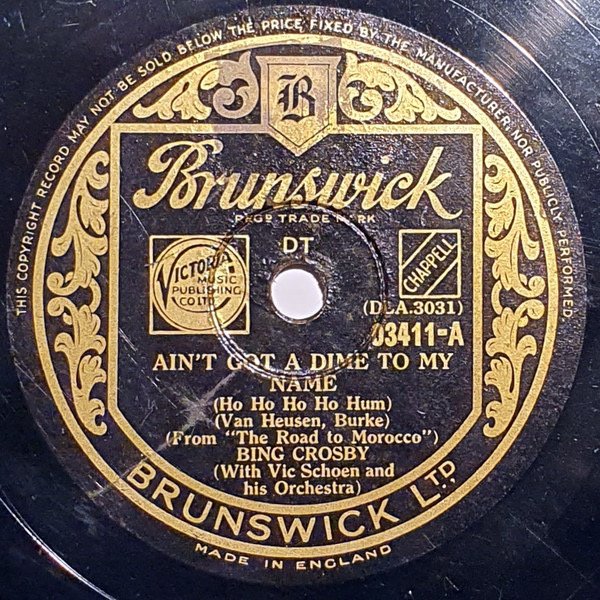 THIS COPYRIGHT RECORD MAY NOT BE SOLD BELOW THE PRICE FIXED BY THE MANUFACTURER, NOR PUBLICLY PERFORMED.
B
Brunswick
REGD TRADE MARK
DT
VICTORIA
MUSIC
PUBLISHING
CO LTD
CHAPPELL
(DLA.3031)
03411-A
AIN'T GOT A DIME TO MY
NAME
(Ho Ho Ho Ho Hum)
(Van Heusen, Burke)
(From "The Road to Morocco")
BING CROSBY
(With Vic Schoen and
his Orchestra)
BRUNSWICK LTD.,
MADE IN ENGLAND